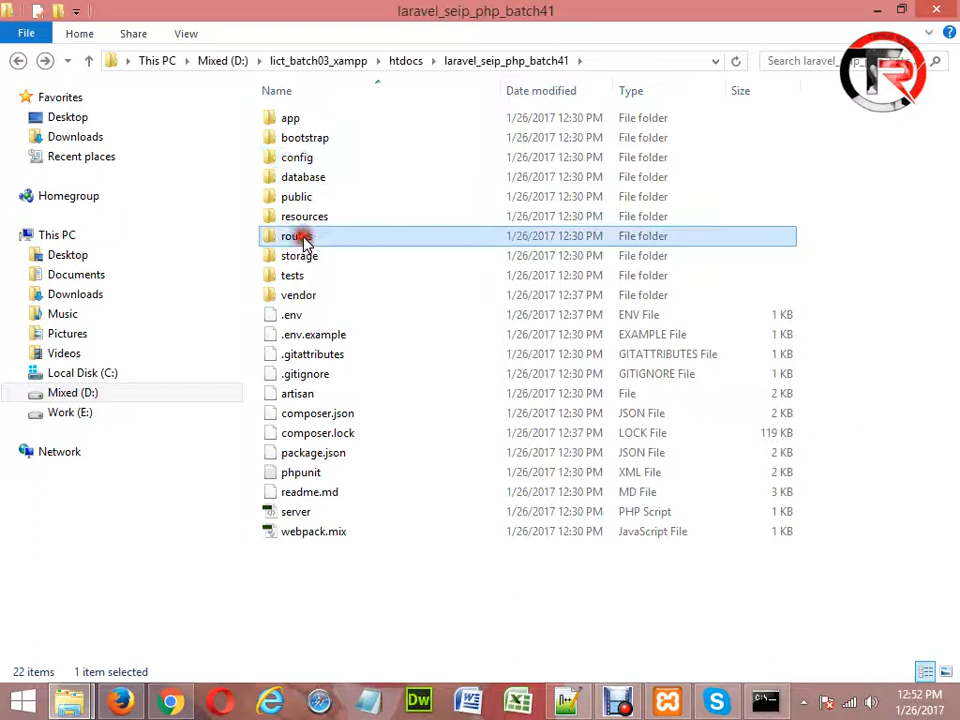 laravel_seip_php_batch41
File Home Share View
This PC Mixed (D:) lict_batch03_xampp htdocs laravel_seip_php_batch41 Search laravel_seip_
Name Date modified Type Size
Favorites
Desktop
Downloads
Recent places
Homegroup
This PC
Desktop
Documents
Downloads
Music
Pictures
Videos
Local Disk (C:)
Mixed (D:)
Work (E:)
Network
app 1/26/2017 12:30 PM File folder
bootstrap 1/26/2017 12:30 PM File folder
config 1/26/2017 12:30 PM File folder
database 1/26/2017 12:30 PM File folder
public 1/26/2017 12:30 PM File folder
resources 1/26/2017 12:30 PM File folder
routes 1/26/2017 12:30 PM File folder
storage 1/26/2017 12:30 PM File folder
tests 1/26/2017 12:30 PM File folder
vendor 1/26/2017 12:30 PM File folder
.env 1/26/2017 12:37 PM ENV File 1 KB
.env.example 1/26/2017 12:30 PM EXAMPLE File 1 KB
.gitattributes 1/26/2017 12:30 PM GITATTRIBUTES File 1 KB
.gitignore 1/26/2017 12:30 PM GITIGNORE File 1 KB
artisan 1/26/2017 12:30 PM File 2 KB
composer.json 1/26/2017 12:37 PM JSON File 2 KB
composer.lock 1/26/2017 12:37 PM LOCK File 119 KB
package.json 1/26/2017 12:30 PM JSON File 1 KB
phpunit 1/26/2017 12:30 PM XML File 2 KB
readme.md 1/26/2017 12:30 PM MD File 3 KB
server 1/26/2017 12:30 PM PHP Script 1 KB
webpack.mix 1/26/2017 12:30 PM JavaScript File 1 KB
TR
22 items 1 item selected
Dw
12:52 PM
1/26/2017